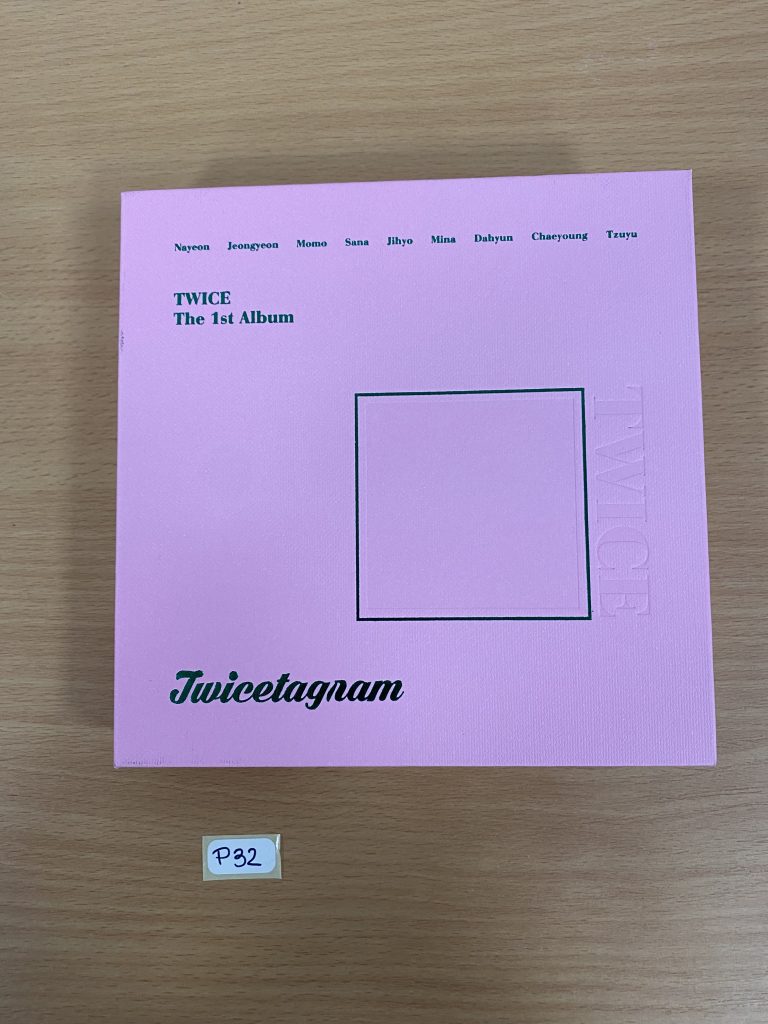 Nayeon Jeongyeon Momo Sana Jihyo Mina Dahyun Chaeyoung Tzuyu
TWICE
The 1st Album
TWICE
Twicetagram
P32